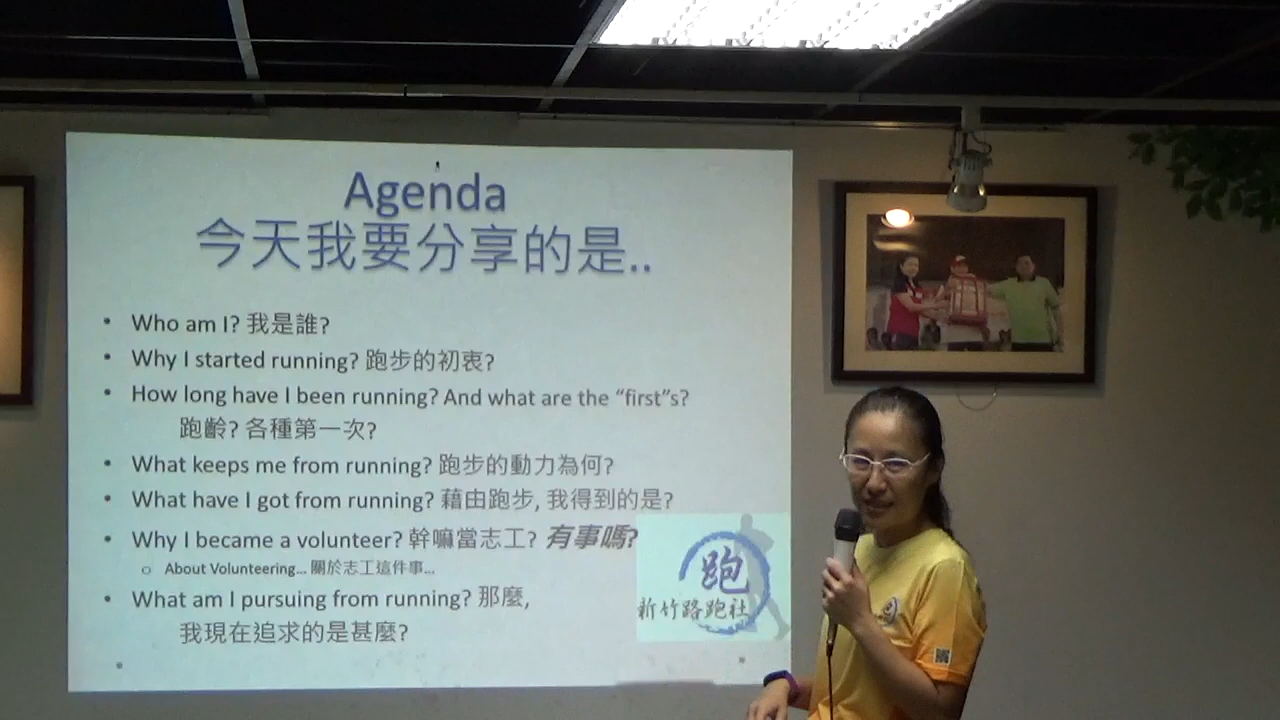 Agenda
今天我要分享的是..
• Who am I? 我是誰?
• Why I started running? 跑步的初衷?
• How long have I been running? And what are the “first”s?
跑齡? 各種第一次?
• What keeps me from running? 跑步的動力為何?
• What have I got from running? 藉由跑步, 我得到的是?
• Why I became a volunteer? 幹嘛當志工? 有事嗎?
o About Volunteering... 關於志工這件事...
• What am I pursuing from running? 那麼,
我現在追求的是甚麼?
跑
新竹路跑社